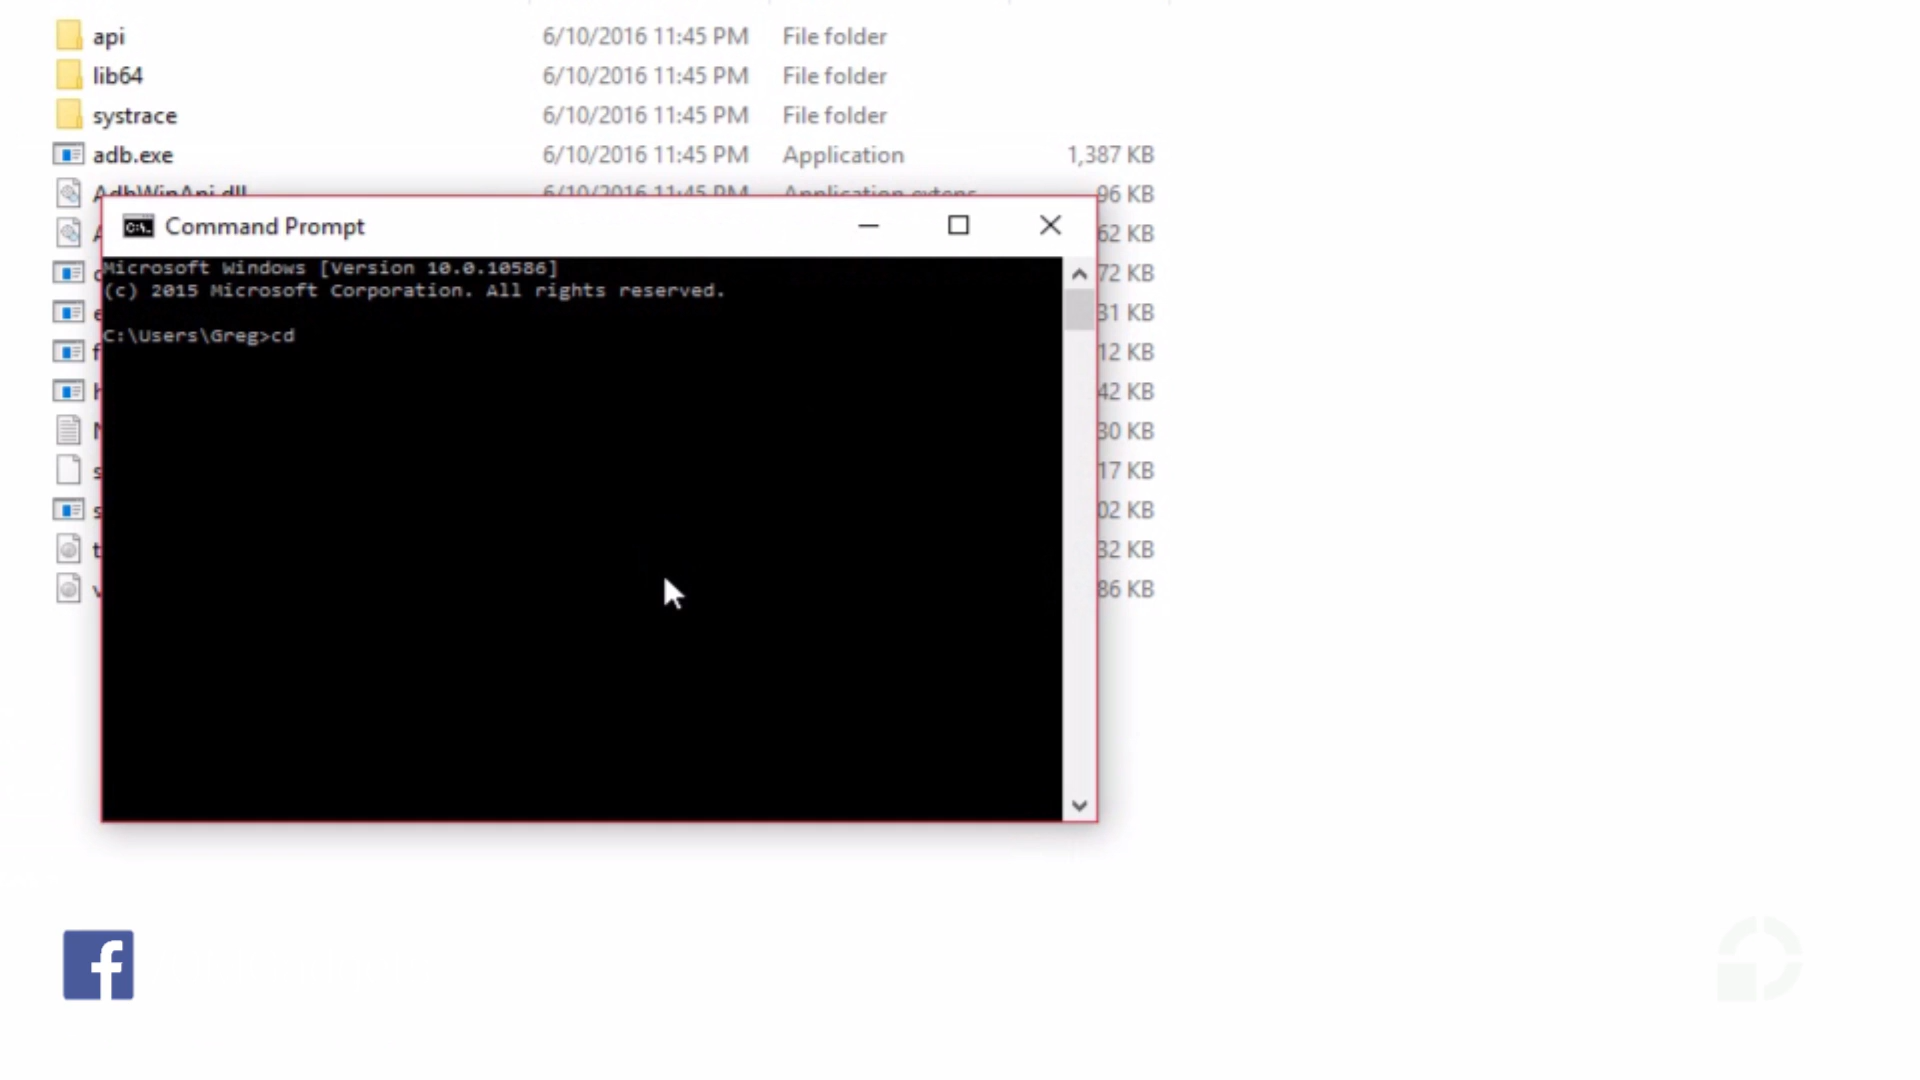 api 6/10/2016 11:45 PM File folder
lib64 6/10/2016 11:45 PM File folder
systrace 6/10/2016 11:45 PM File folder
adb.exe 6/10/2016 11:45 PM Application 1,387 KB
AdbWinApi.dll 6/10/2016 11:45 PM Application extens 96 KB
Command Prompt
62 KB
Microsoft Windows [Version 10.0.10586]
72 KB
(c) 2015 Microsoft Corporation. All rights reserved.
31 KB
C:\Users\Greg>cd
12 KB
42 KB
30 KB
17 KB
02 KB
32 KB
86 KB